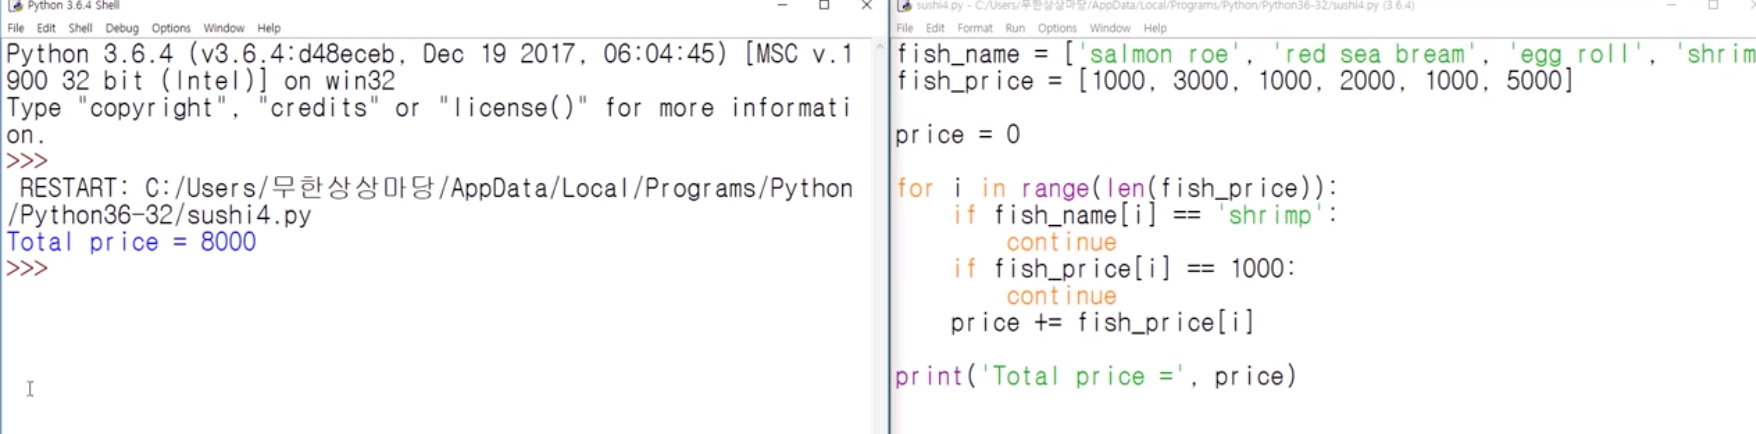 Python 3.6.4 Shell
File Edit Shell Debug Options Window Help
Python 3.6.4 (v3.6.4:d48eceb, Dec 19 2017, 06:04:45) [MSC v.1
900 32 bit (Intel)] on win32
Type "copyright", "credits" or "license()" for more informati
on.
>>>
RESTART: C:/Users/무한상상마당/AppData/Local/Programs/Python
/Python36-32/sushi4.py
Total price = 8000
>>>
sushi4.py - C:/Users/무한상상마당/AppData/Local/Programs/Python/Python36-32/sushi4.py (3.6.4)
File Edit Format Run Options Window Help
fish_name = ['salmon roe', 'red sea bream', 'egg roll', 'shrim
fish_price = [1000, 3000, 1000, 2000, 1000, 5000]
price = 0
for i in range(len(fish_price)):
if fish_name[i] == 'shrimp':
continue
if fish_price[i] == 1000:
continue
price += fish_price[i]
print('Total price =', price)